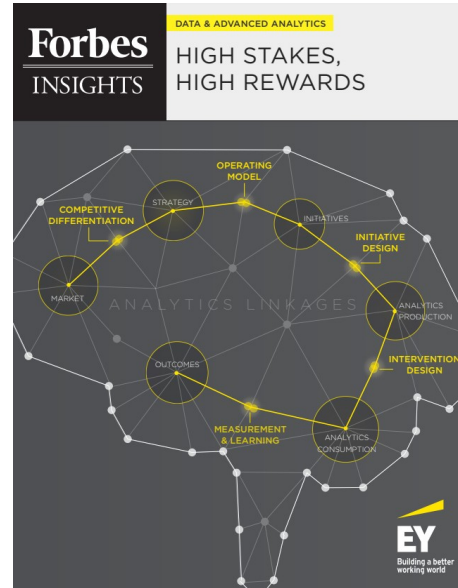 Forbes
INSIGHTS
DATA & ADVANCED ANALYTICS
HIGH STAKES,
HIGH REWARDS
OPERATING
MODEL
STRATEGY
COMPETITIVE
DIFFERENTIATION
INITIATIVES
INITIATIVE
DESIGN
MARKET
ANALYTICS LINKAGES
ANALYTICS
PRODUCTION
OUTCOMES
INTERVENTION
DESIGN
MEASUREMENT
& LEARNING
ANALYTICS
CONSUMPTION
EY
Building a better
working world